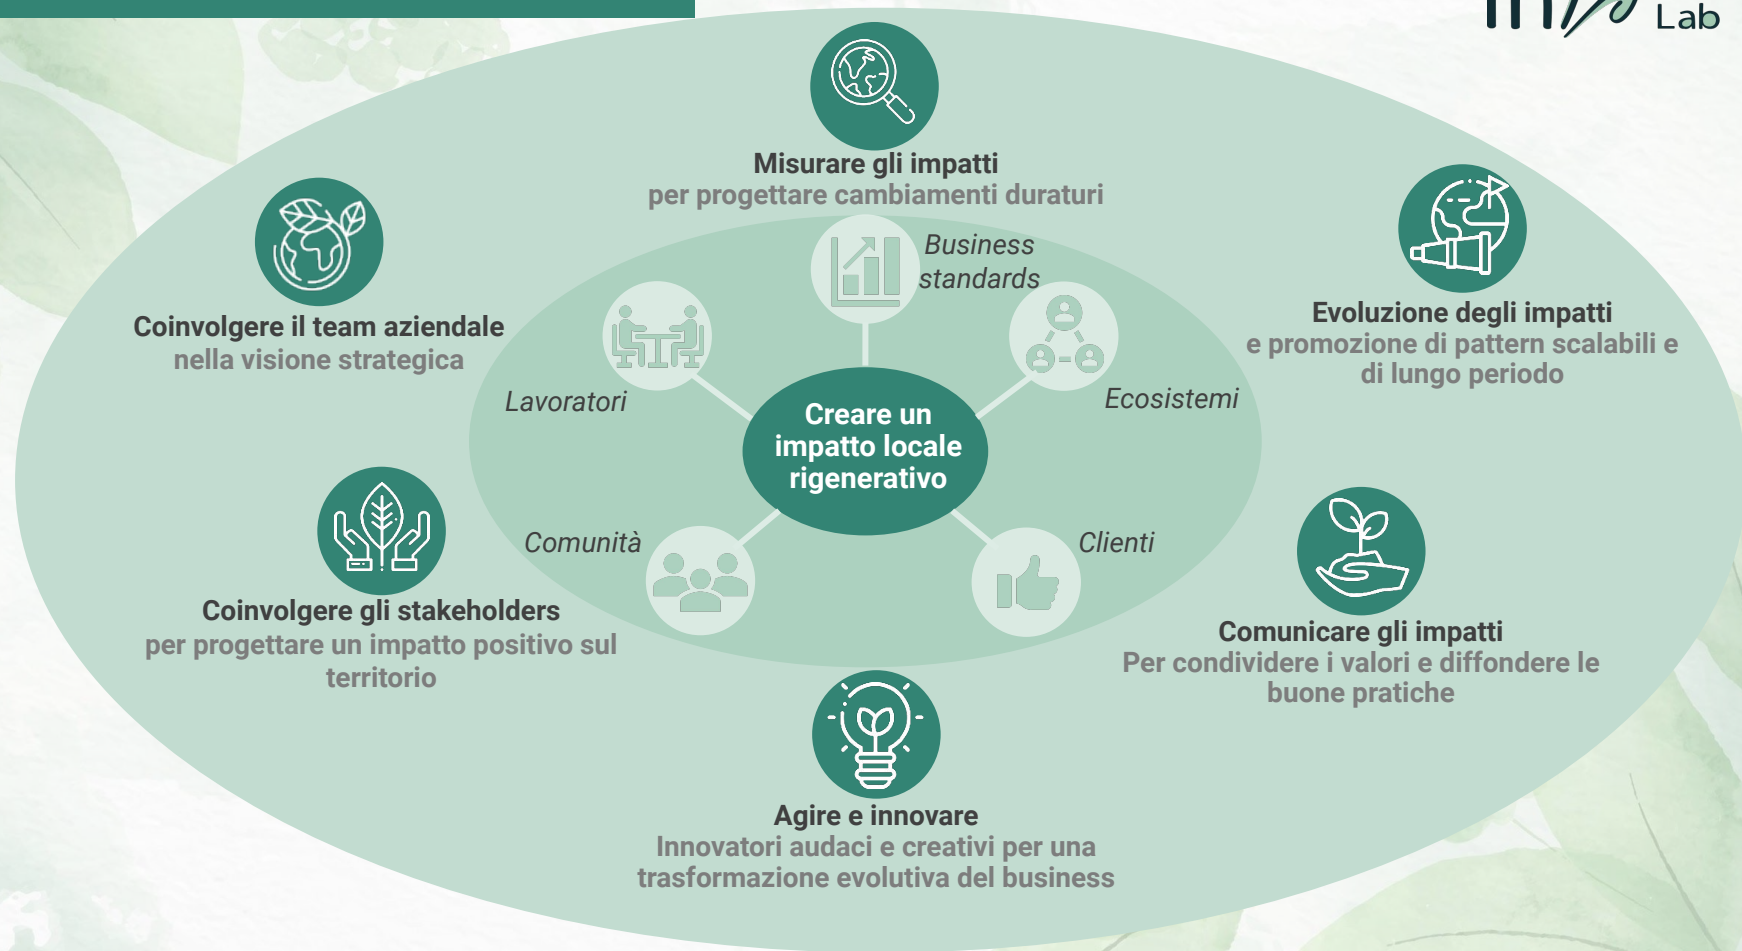 Lab
Misurare gli impatti
per progettare cambiamenti duraturi
Business
standards
Coinvolgere il team aziendale
nella visione strategica
Evoluzione degli impatti
e promozione di pattern scalabili e
di lungo periodo
Lavoratori
Ecosistemi
Creare un
impatto locale
rigenerativo
Comunità
Clienti
Coinvolgere gli stakeholders
per progettare un impatto positivo sul
territorio
Comunicare gli impatti
Per condividere i valori e diffondere le
buone pratiche
Agire e innovare
Innovatori audaci e creativi per una
trasformazione evolutiva del business